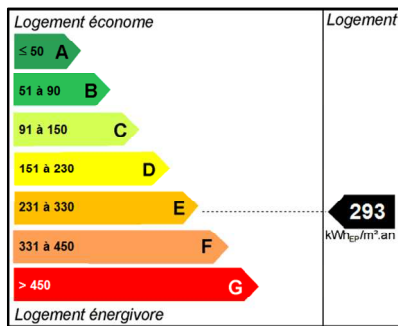 Logement économe
Logement
≤ 50 A
51 à 90 B
91 à 150 C
151 à 230 D
231 à 330 E
293
kWhEP/m².an
331 à 450 F
> 450 G
Logement énergivore